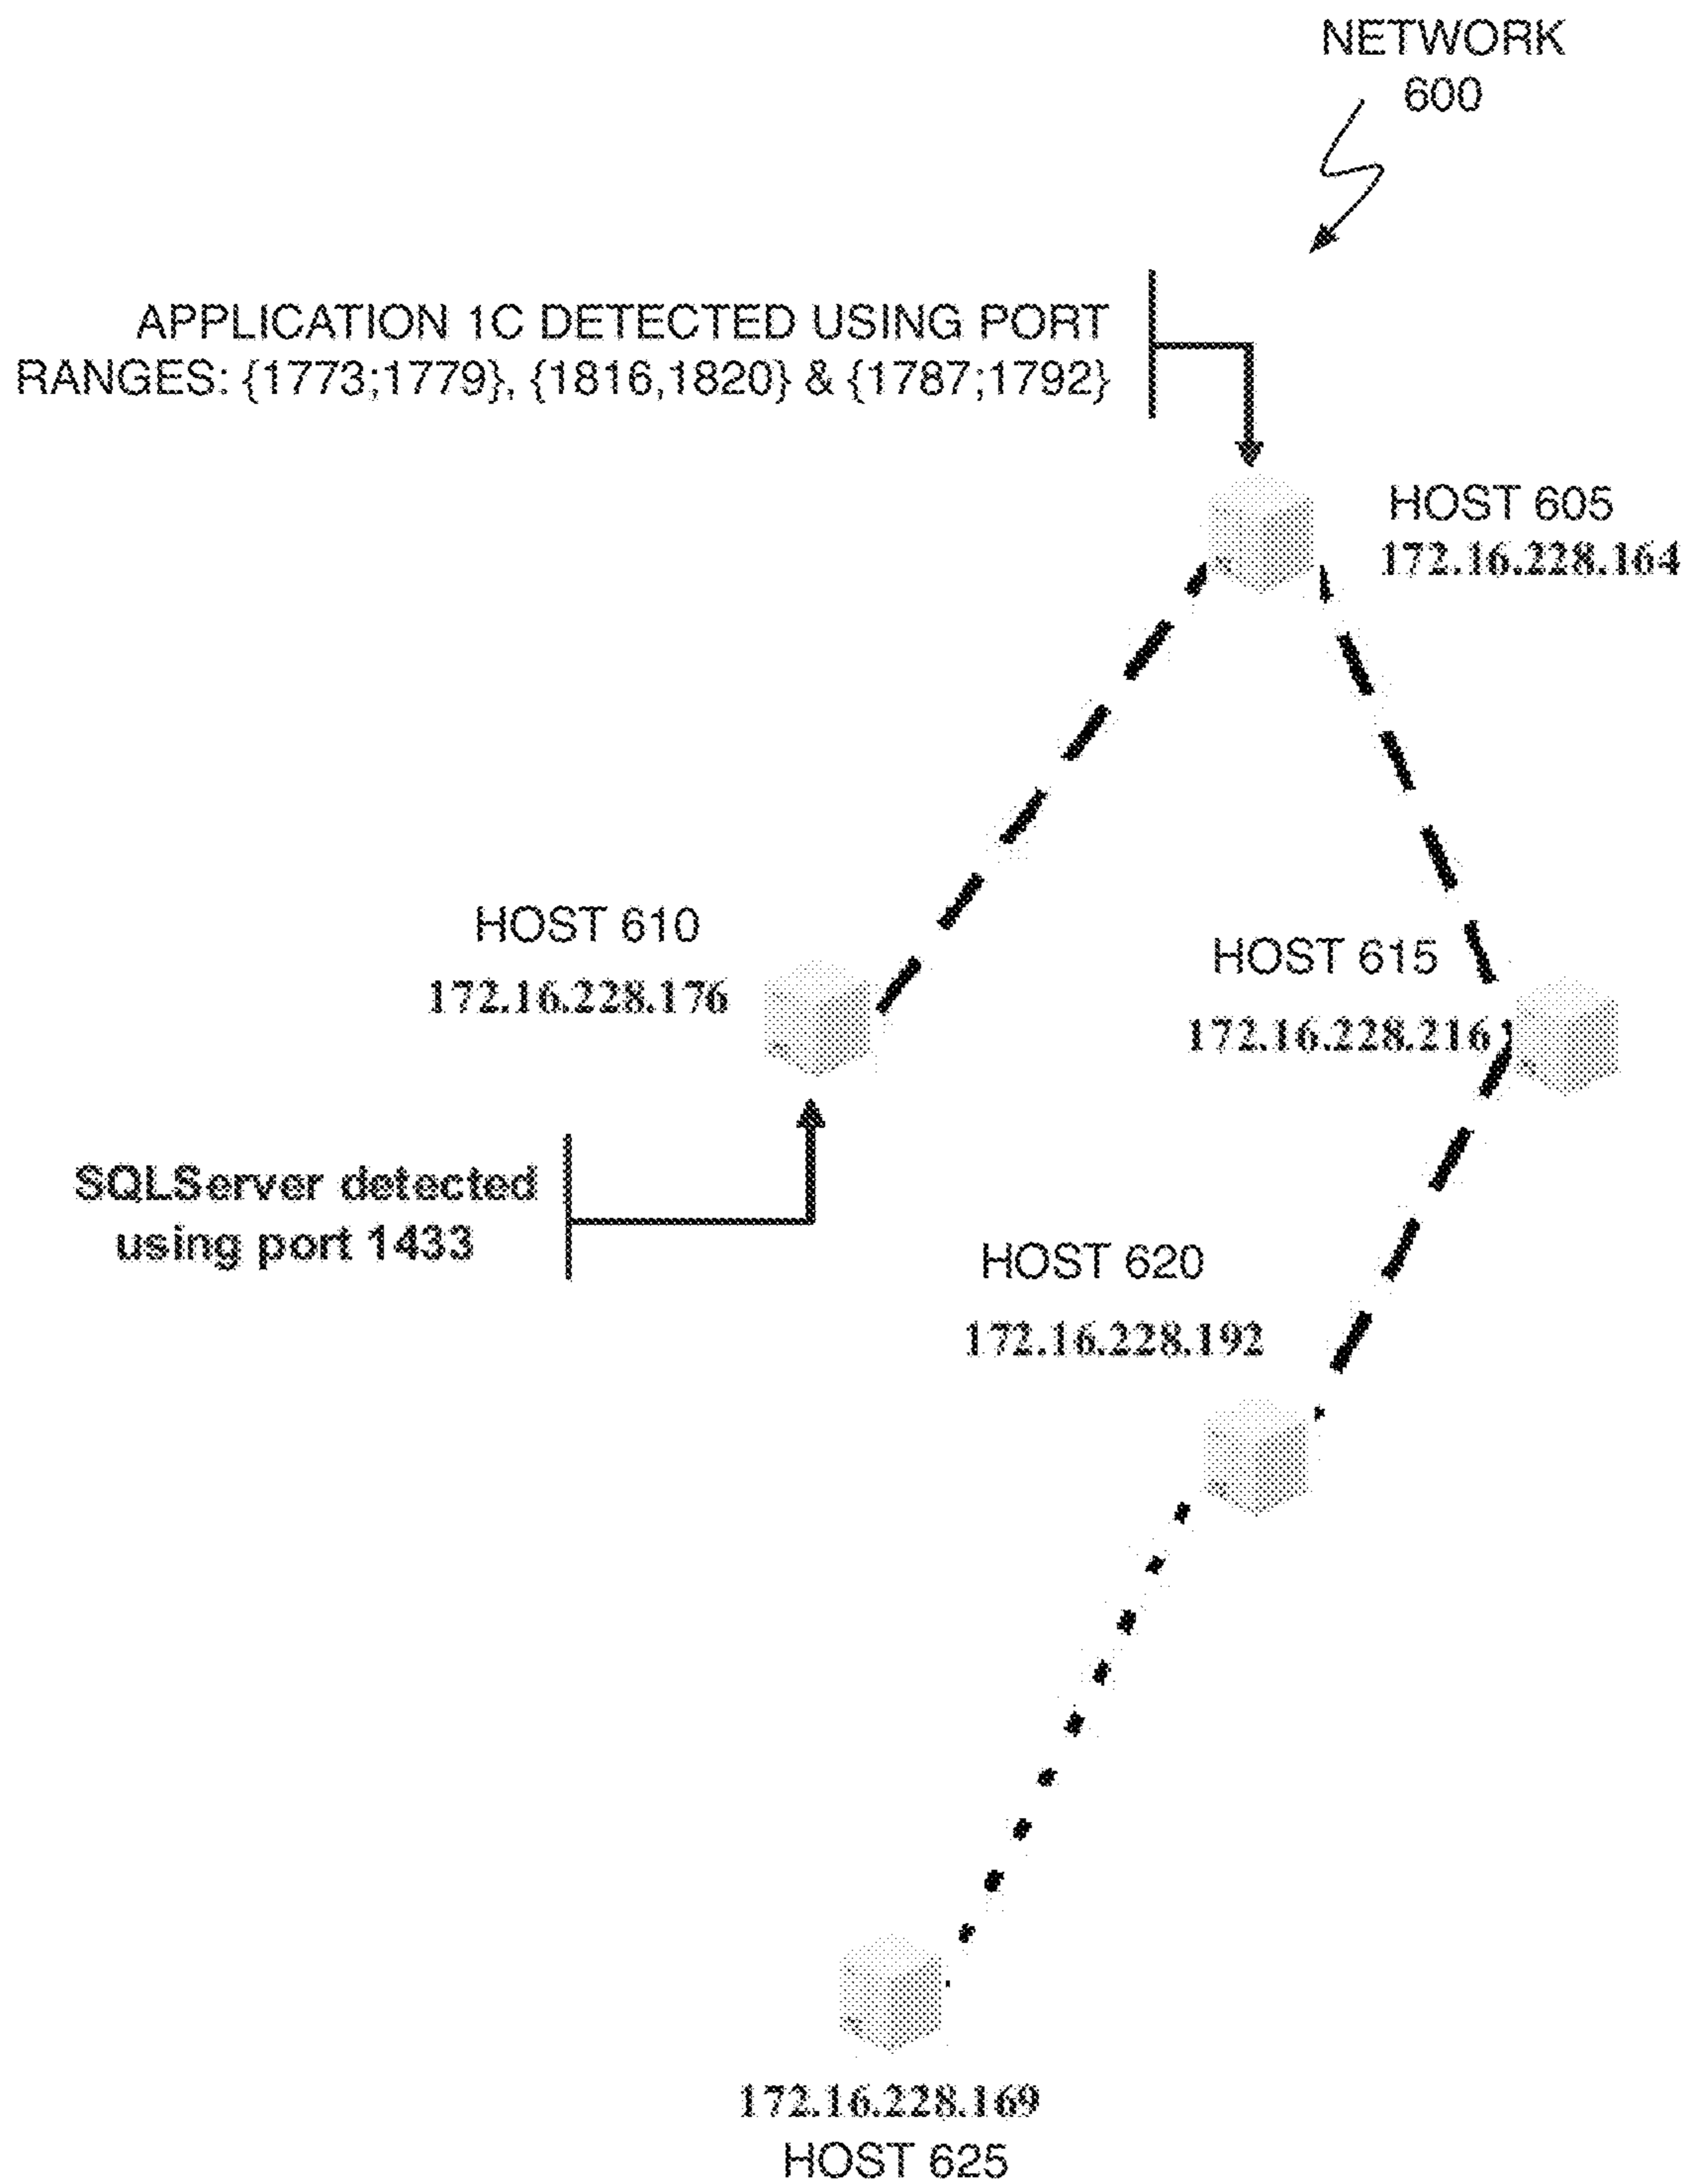 NETWORK
600
APPLICATION 1C DETECTED USING PORT
RANGES: {1773;1779}, {1816,1820} & {1787;1792}
HOST 605
172.16.228.164
HOST 610
172.16.228.176
HOST 615
172.16.228.216
SQLServer detected
using port 1433
HOST 620
172.16.228.192
172.16.228.169
HOST 625